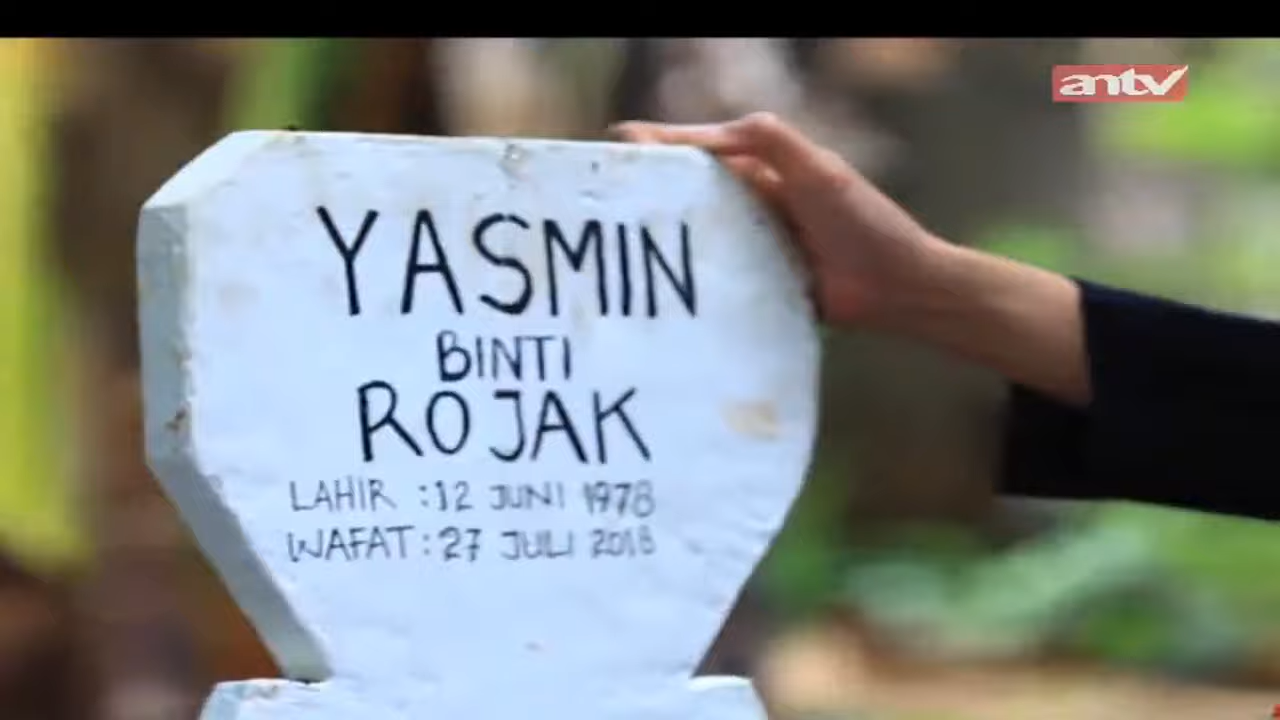 antv
YASMIN
BINTI
ROJAK
LAHIR : 12 JUNI 1978
WAFAT : 27 JULI 2018